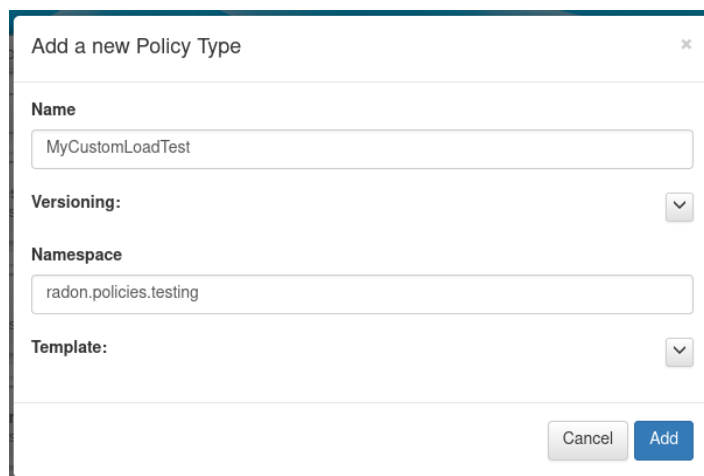 Add a new Policy Type
×
Name
MyCustomLoadTest
Versioning:
Namespace
radon.policies.testing
Template:
Cancel Add